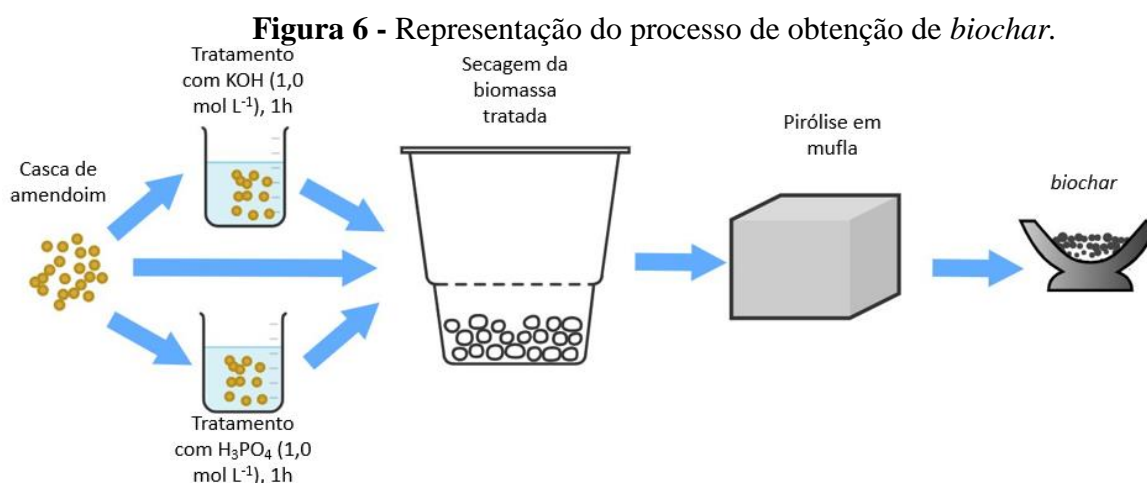 Figura 6 - Representação do processo de obtenção de biochar.
Tratamento
com KOH (1,0
mol L⁻¹), 1h
Secagem da
biomassa
tratada
Pirólise em
mufla
Casca de
amendoim
biochar
Tratamento
com H₃PO₄ (1,0
mol L⁻¹), 1h